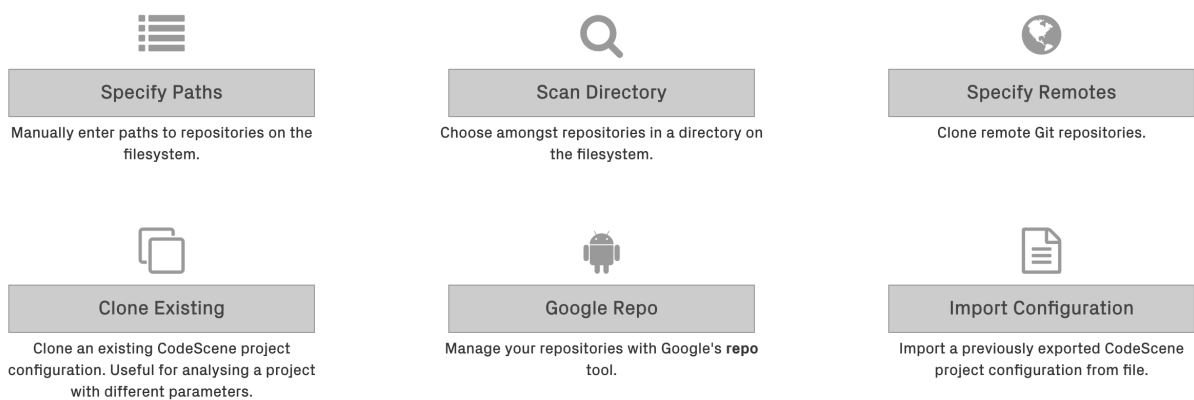 Specify Paths
Manually enter paths to repositories on the
filesystem.
Scan Directory
Choose amongst repositories in a directory on
the filesystem.
Specify Remotes
Clone remote Git repositories.
Clone Existing
Clone an existing CodeScene project
configuration. Useful for analysing a project
with different parameters.
Google Repo
Manage your repositories with Google's repo
tool.
Import Configuration
Import a previously exported CodeScene
project configuration from file.